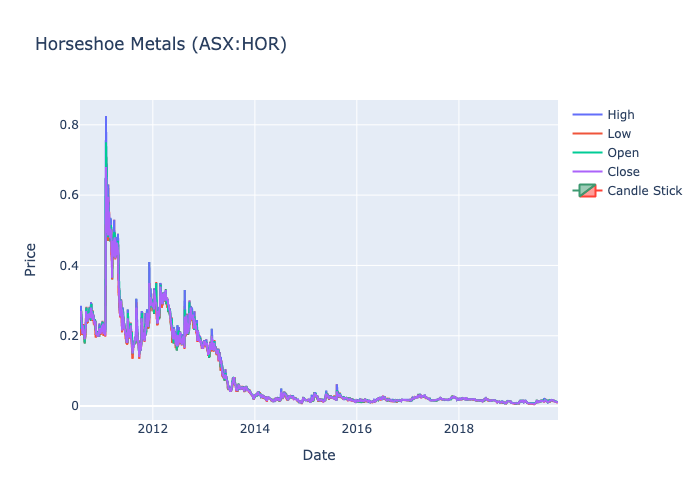 Horseshoe Metals (ASX:HOR)
High
Low
Open
Close
Candle Stick
Price
0.8
0.6
0.4
0.2
0
2012
2014
2016
2018
Date